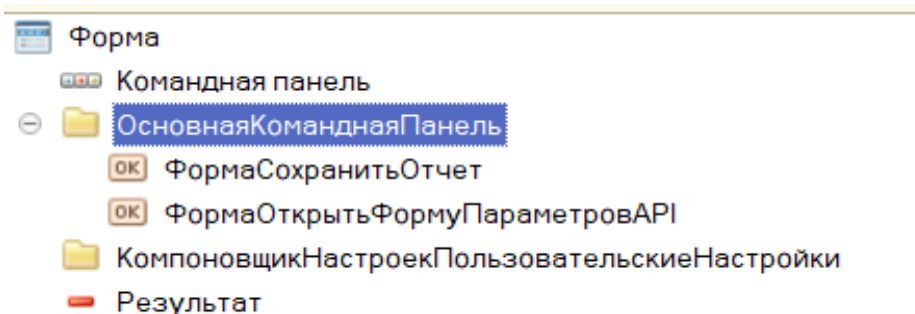 Форма
Командная панель
ОсновнаяКоманднаяПанель
OK ФормаСохранитьОтчет
OK ФормаОткрытьФормуПараметровAPI
КомпоновщикНастроекПользовательскиеНастройки
Результат